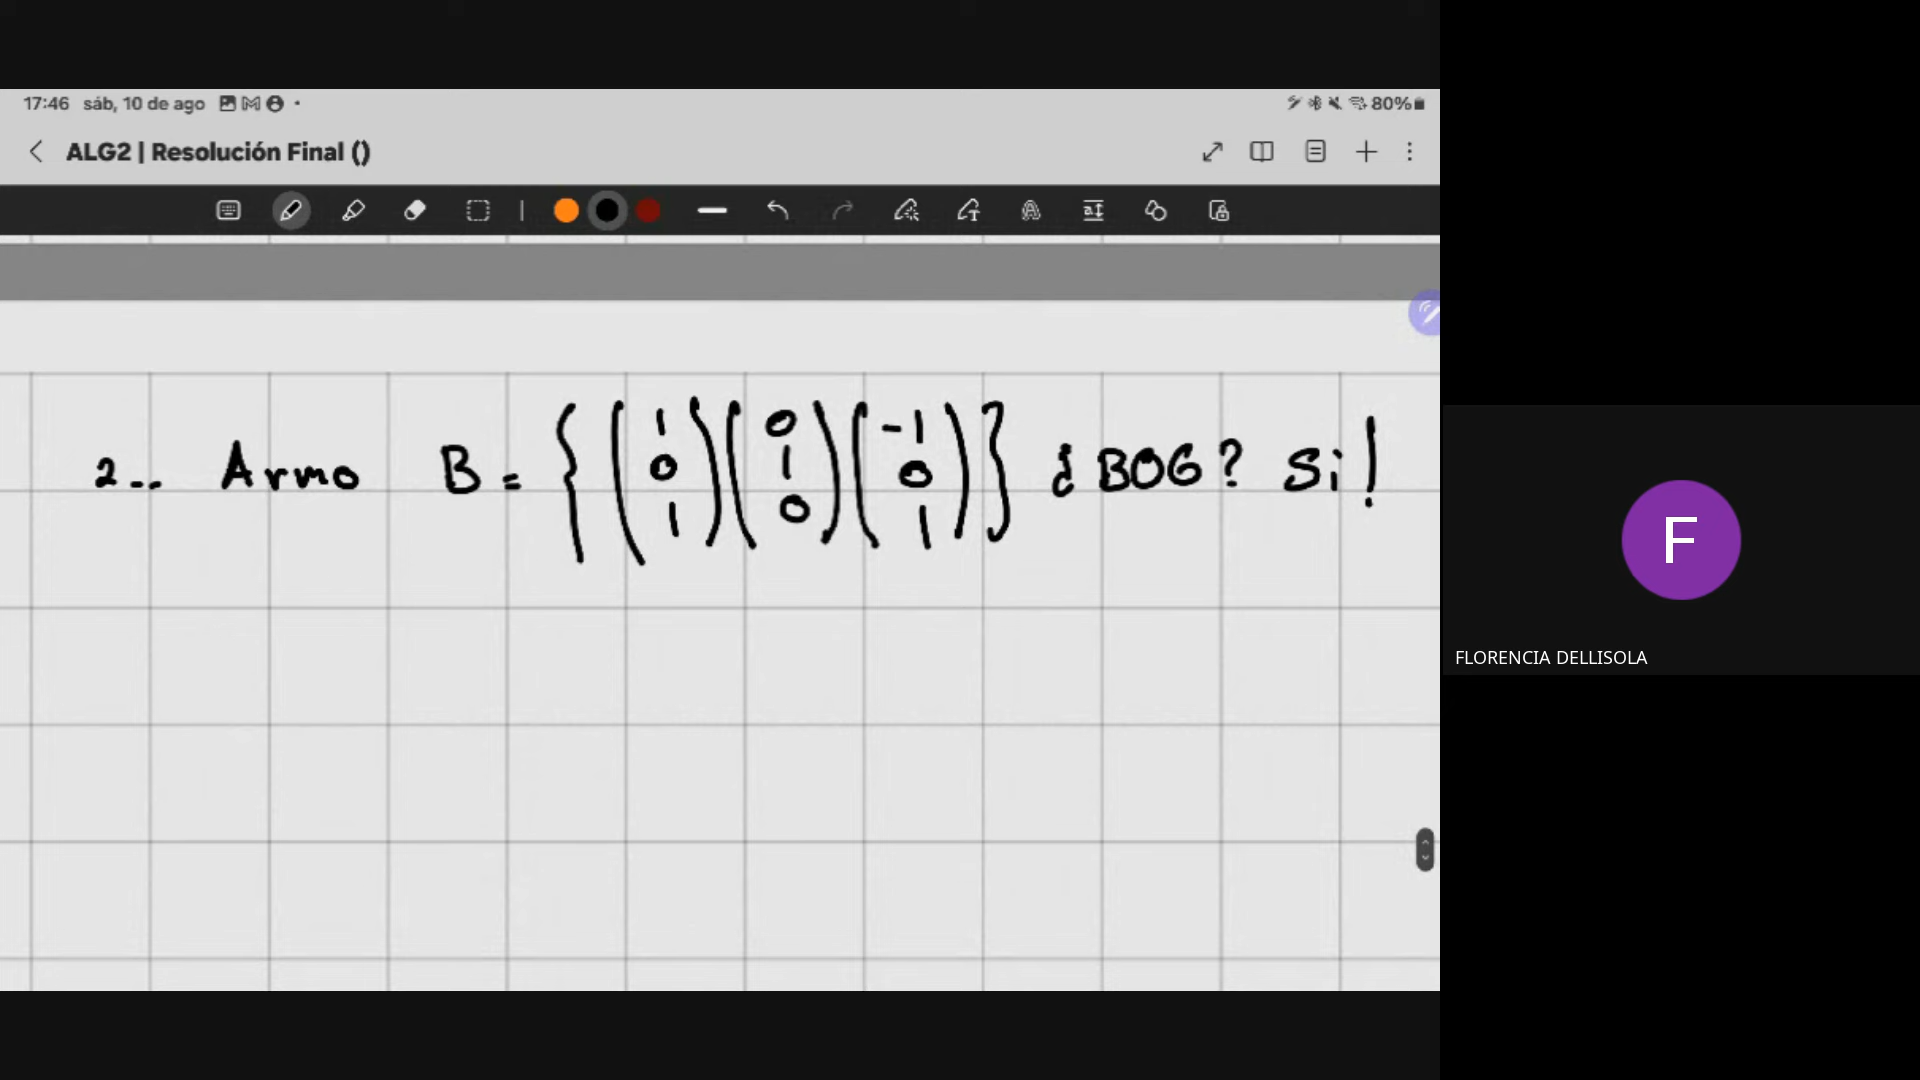 17:46 sáb, 10 de ago
80%
ALG2 | Resolución Final ()
2.. Armo B = { (1 0 1) (0 1 0) (-1 0 1) } ¿BOG? Si!
F
FLORENCIA DELLISOLA